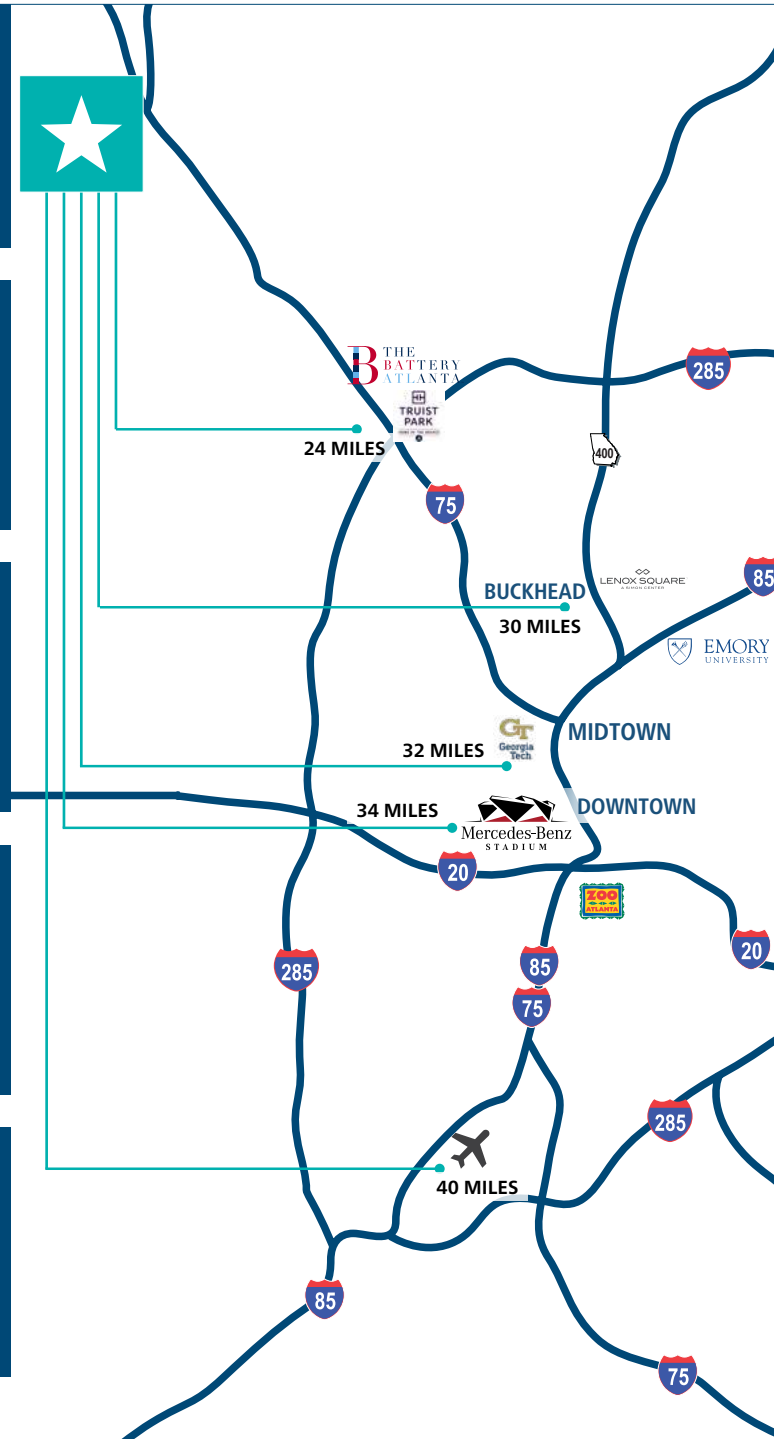 THE
BATTERY
ATLANTA
B
285
TRUIST
PARK
24 MILES
400
75
LENOX SQUARE
A SIMON CENTER
85
BUCKHEAD
30 MILES
EMORY
UNIVERSITY
GT
Georgia
Tech
MIDTOWN
32 MILES
34 MILES
DOWNTOWN
Mercedes-Benz
STADIUM
20
ZOO
ATLANTA
20
85
285
75
285
40 MILES
85
75